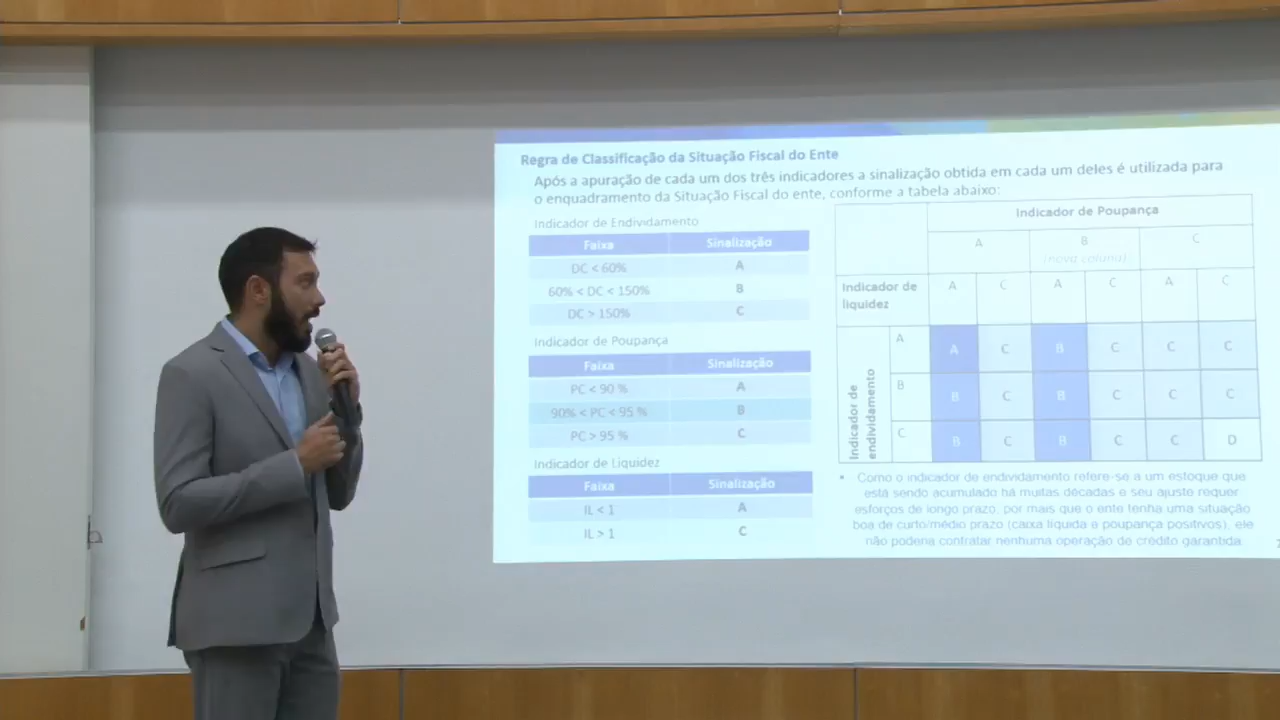 Regra de Classificação da Situação Fiscal do Ente
Após a apuração de cada um dos três indicadores a sinalização obtida em cada um deles é utilizada para
o enquadramento da Situação Fiscal do ente, conforme a tabela abaixo:
Indicador de Endividamento
Faixa Sinalização
DC < 60% A
60% < DC < 150% B
DC > 150% C
Indicador de Poupança
Faixa Sinalização
PC < 90 % A
90% < PC < 95 % B
PC > 95 % C
Indicador de Liquidez
Faixa Sinalização
IL < 1 A
IL > 1 C
Indicador de Poupança
A B C
(nova coluna)
Indicador de
liquidez
A C A C A C
Indicador de
endividamento
A A C B C C C
B B C B C C C
C B C B C C D
• Como o indicador de endividamento refere-se a um estoque que
está sendo acumulado há muitas décadas e seu ajuste requer
esforços de longo prazo, por mais que o ente tenha uma situação
boa de curto/médio prazo (caixa líquida e poupança positivos), ele
não poderia contratar nenhuma operação de crédito garantida.